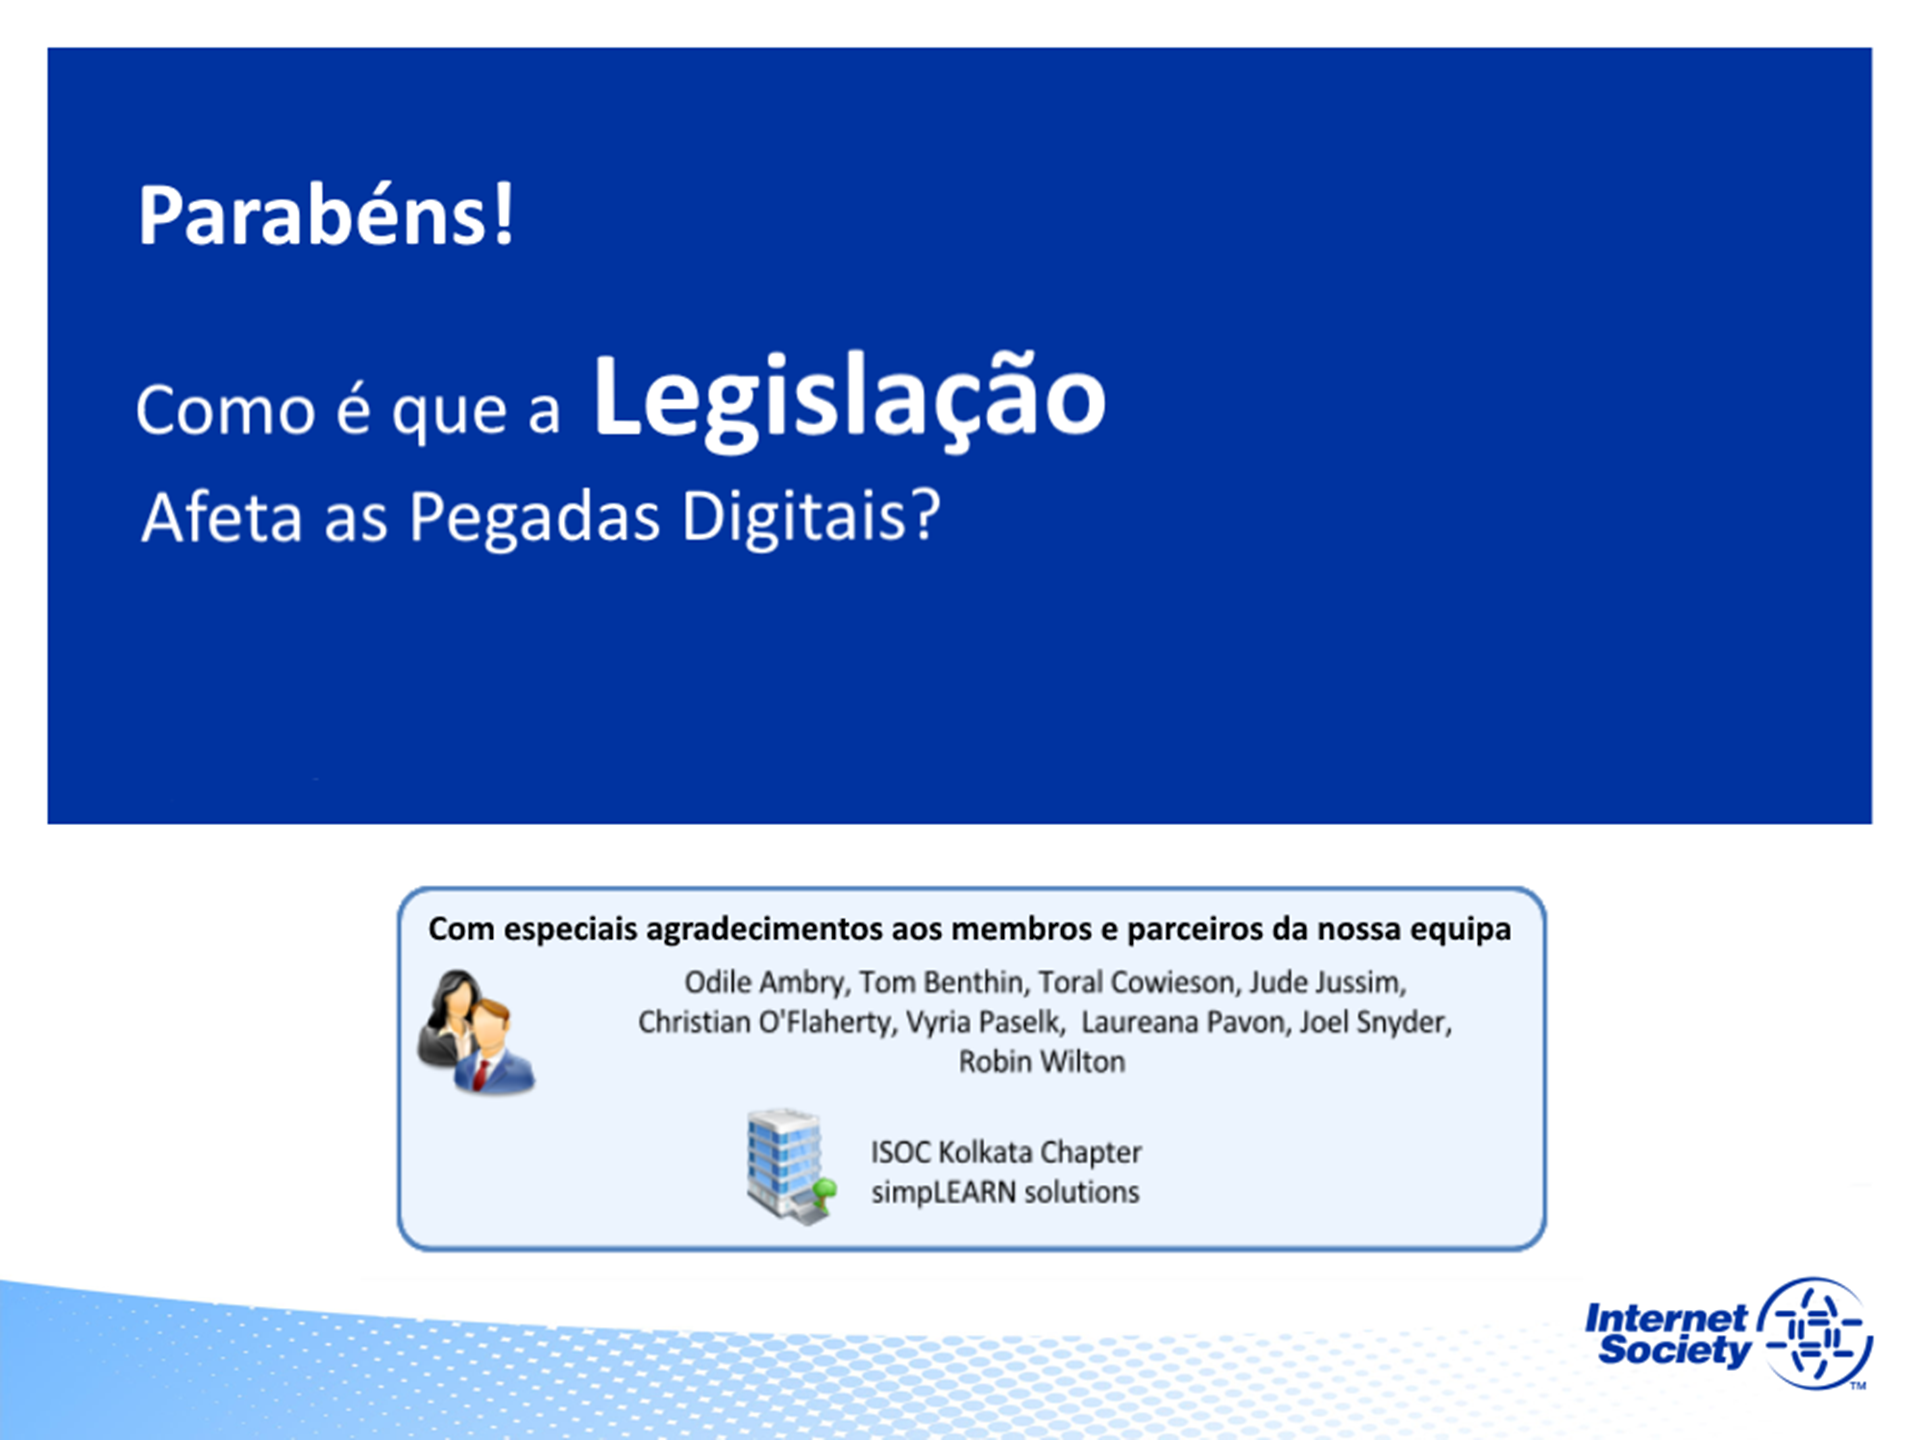 Parabéns!
Como é que a Legislação
Afeta as Pegadas Digitais?
Com especiais agradecimentos aos membros e parceiros da nossa equipa
Odile Ambry, Tom Benthin, Toral Cowieson, Jude Jussim,
Christian O'Flaherty, Vyria Paselk, Laureana Pavon, Joel Snyder,
Robin Wilton
ISOC Kolkata Chapter
simpLEARN solutions
Internet
Society
TM